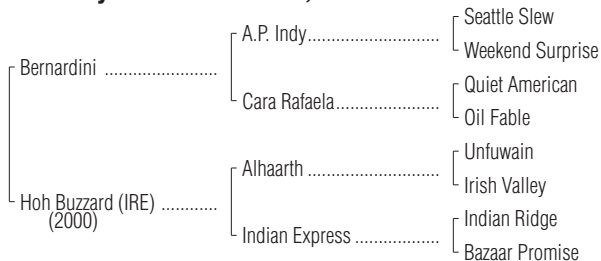 Seattle Slew
A.P. Indy
Weekend Surprise
Bernardini
Quiet American
Cara Rafaela
Oil Fable
Unfuwain
Alhaarth
Irish Valley
Hoh Buzzard (IRE)
(2000)
Indian Ridge
Indian Express
Bazaar Promise